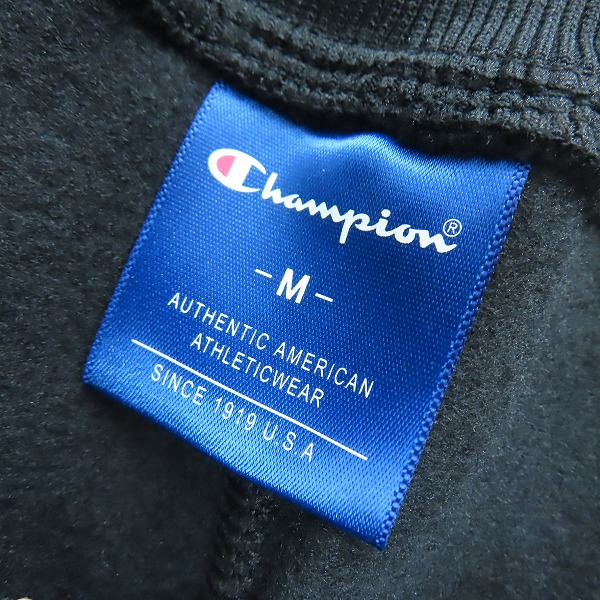 Champion®
- M -
AUTHENTIC AMERICAN
ATHLETICWEAR
SINCE 1919 U.S.A